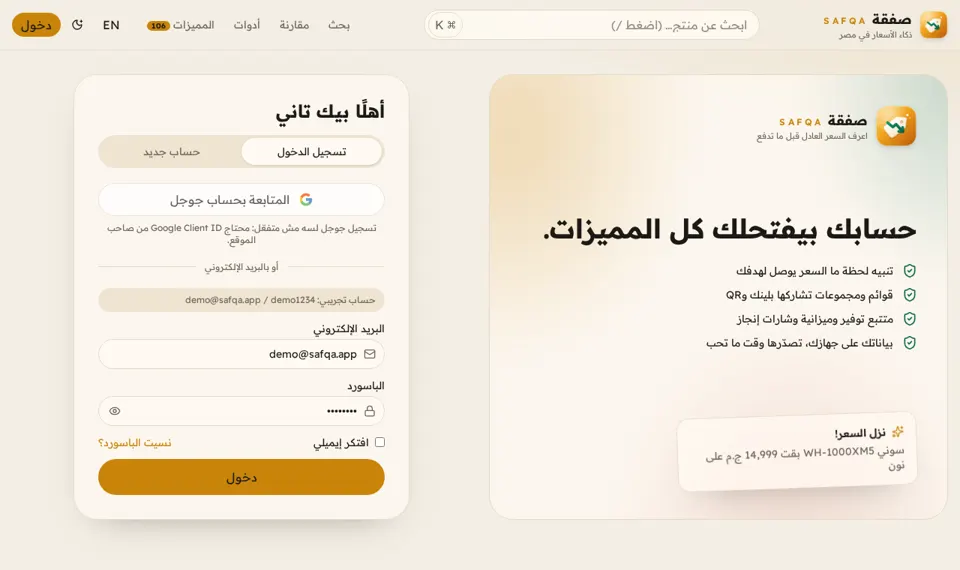 صفقة SAFQA
ذكاء الأسعار في مصر
ابحث عن منتج... (اضغط /)
⌘ K
بحث
مقارنة
أدوات
المميزات 106
EN
دخول
صفقة SAFQA
اعرف السعر العادل قبل ما تدفع
حسابك بيفتحلك كل المميزات.
تنبيه لحظة ما السعر يوصل لهدفك
قوائم ومجموعات تشاركها بلينك وQR
متتبع توفير وميزانية وشارات إنجاز
بياناتك على جهازك، تصدّرها وقت ما تحب
نزل السعر!
سوني WH-1000XM5 بقت 14,999 ج.م على
نون
أهلًا بيك تاني
تسجيل الدخول
حساب جديد
المتابعة بحساب جوجل
تسجيل جوجل لسه مش متفعّل: محتاج Google Client ID من صاحب
الموقع.
أو بالبريد الإلكتروني
حساب تجريبي: demo@safqa.app / demo1234
البريد الإلكتروني
demo@safqa.app
الباسورد
••••••••
افتكر إيميلي
نسيت الباسورد؟
دخول